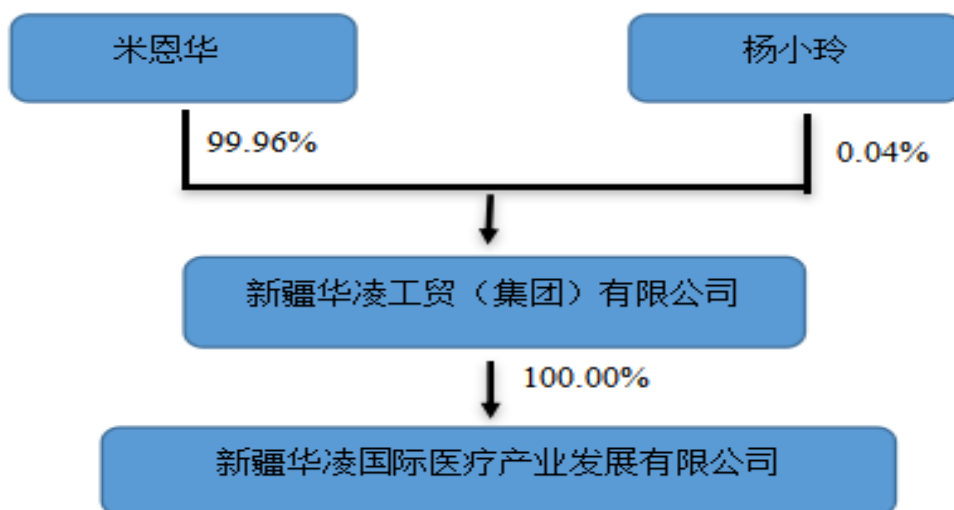 米恩华
杨小玲
99.96%
0.04%
新疆华凌工贸（集团）有限公司
100.00%
新疆华凌国际医疗产业发展有限公司